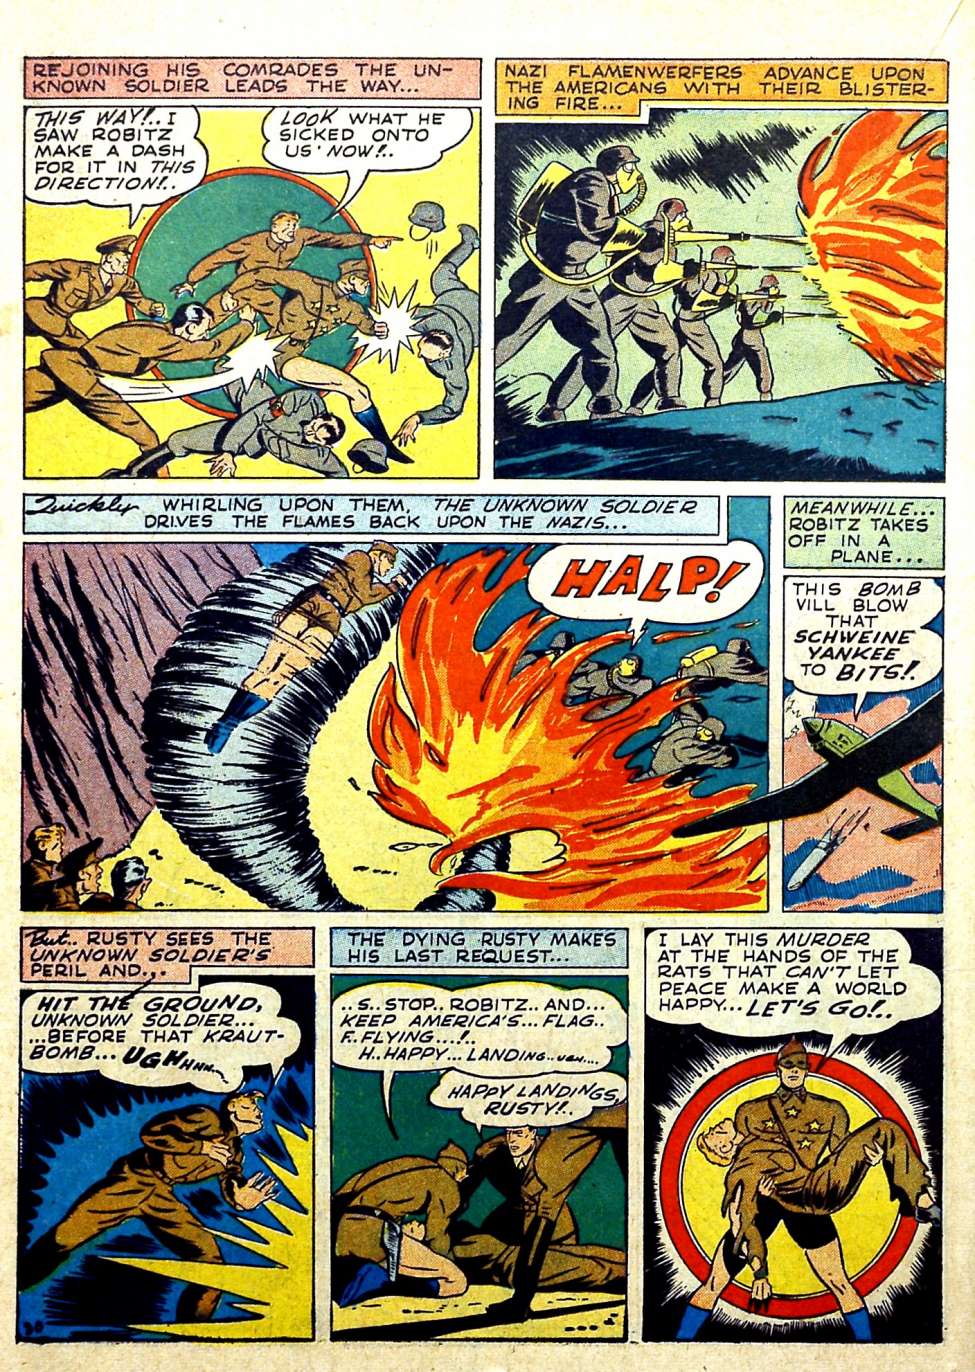 REJOINING HIS COMRADES THE UN-
KNOWN SOLDIER LEADS THE WAY...
THIS WAY!.. I
SAW ROBITZ
MAKE A DASH
FOR IT IN THIS
DIRECTION!..
LOOK WHAT HE
SICKED ONTO
US NOW!..
NAZI FLAMENWERFERS ADVANCE UPON
THE AMERICANS WITH THEIR BLISTER-
ING FIRE...
Quickly WHIRLING UPON THEM, THE UNKNOWN SOLDIER
DRIVES THE FLAMES BACK UPON THE NAZIS...
HALP!
MEANWHILE...
ROBITZ TAKES
OFF IN A
PLANE...
THIS BOMB
VILL BLOW
THAT
SCHWEINE
YANKEE
TO BITS!.
But.. RUSTY SEES THE
UNKNOWN SOLDIER'S
PERIL AND...
HIT THE GROUND,
UNKNOWN SOLDIER...
...BEFORE THAT KRAUT-
BOMB... UGHHHH...
THE DYING RUSTY MAKES
HIS LAST REQUEST...
..S..STOP..ROBITZ..AND...
KEEP AMERICA'S...FLAG..
F..FLYING...!..
H..HAPPY...LANDING..UGH...
HAPPY LANDINGS,
RUSTY!..
I LAY THIS MURDER
AT THE HANDS OF THE
RATS THAT CAN'T LET
PEACE MAKE A WORLD
HAPPY... LET'S GO!..